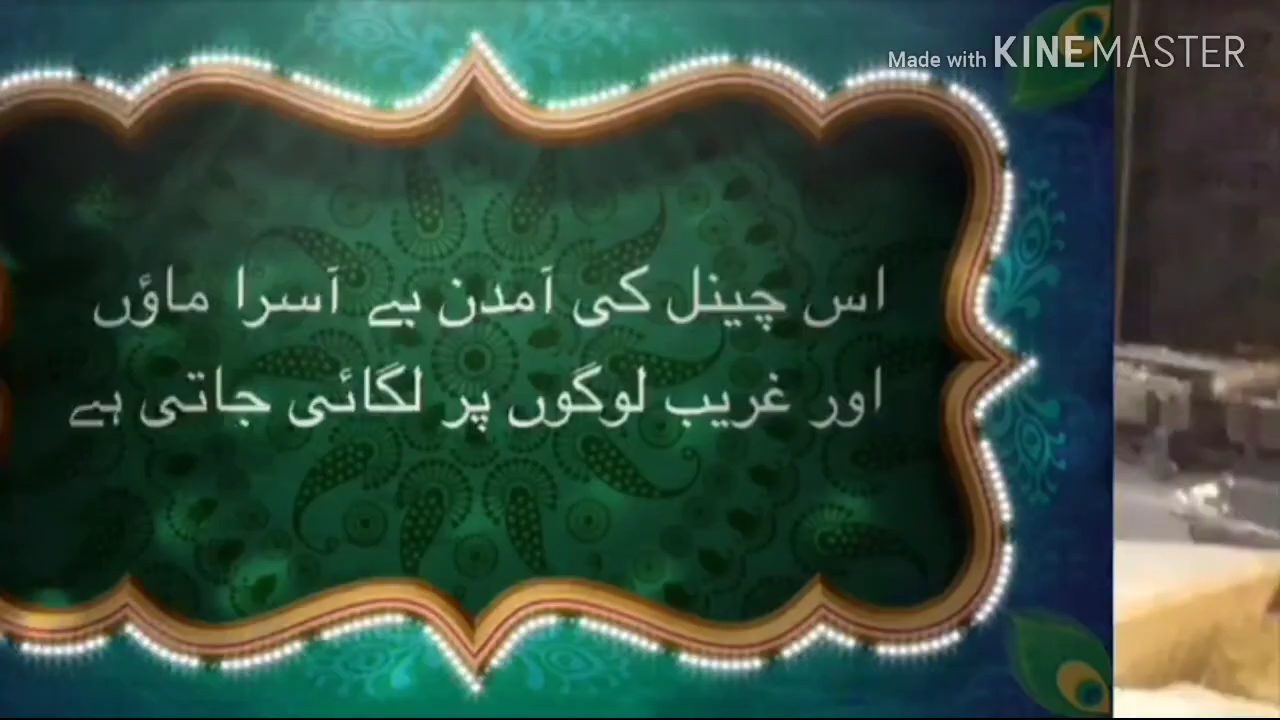 Made with KINEMASTER
اس چینل کی آمدن بے آسرا ماؤں
اور غریب لوگوں پر لگائی جاتی ہے